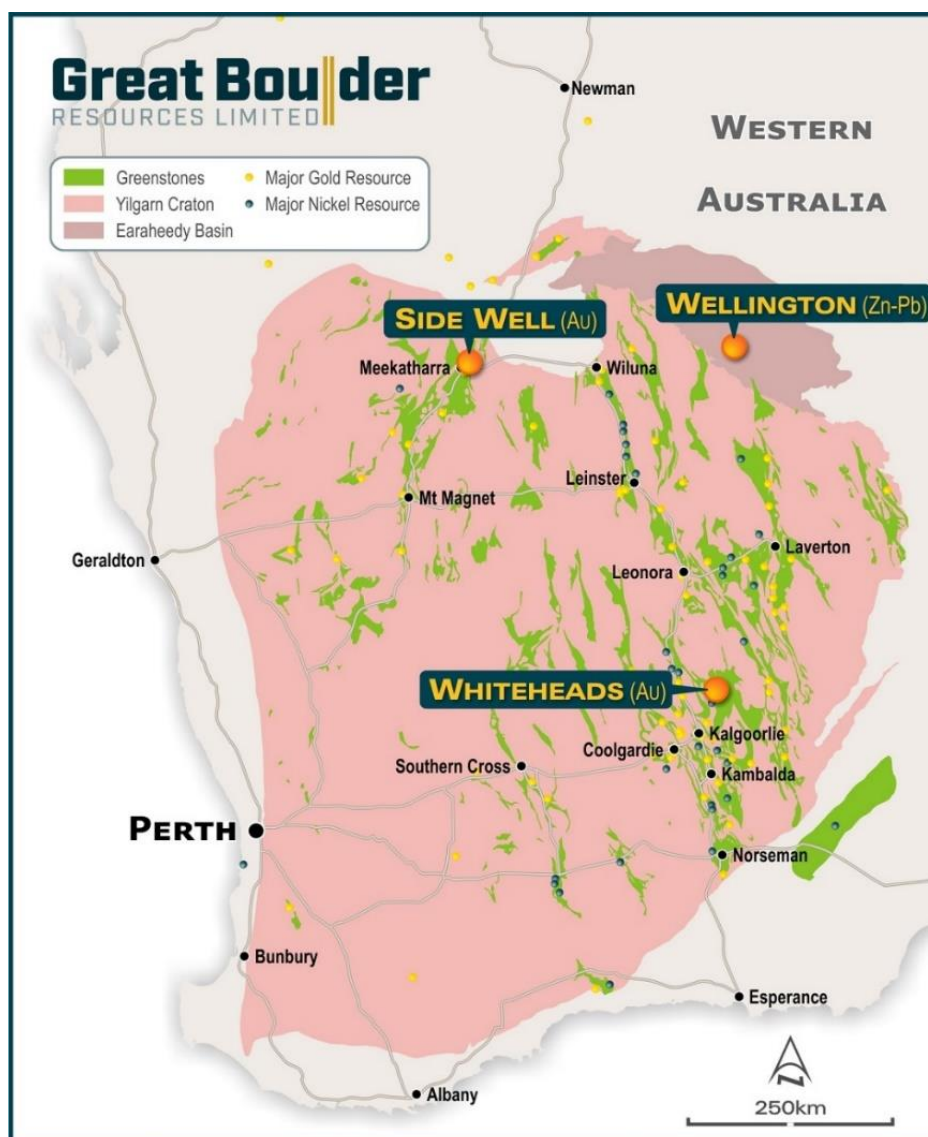 Great Boulder
RESOURCES LIMITED
Newman
WESTERN
AUSTRALIA
Greenstones
Major Gold Resource
Yilgarn Craton
Major Nickel Resource
Earaheedy Basin
SIDE WELL (Au)
WELLINGTON (Zn-Pb)
Meekatharra
Wiluna
Leinster
Mt Magnet
Geraldton
Laverton
Leonora
WHITEHEADS (Au)
Kalgoorlie
Coolgardie
Southern Cross
Kambalda
PERTH
Norseman
Bunbury
Esperance
N
Albany
250km